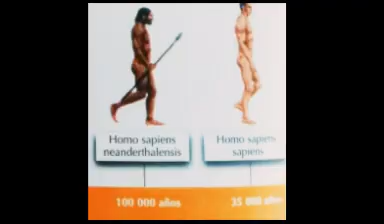 Homo sapiens
neanderthalensis
Homo sapiens
sapiens
100 000 años
35 000 años